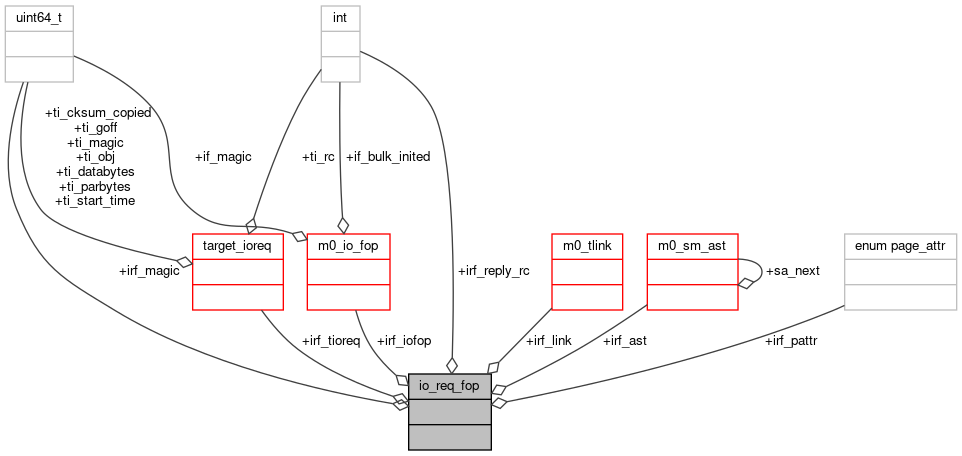 uint64_t
int
+ti_cksum_copied
+ti_goff
+ti_magic
+ti_obj
+ti_databytes
+ti_parbytes
+ti_start_time
+if_magic
+ti_rc
+if_bulk_inited
target_ioreq
m0_io_fop
m0_tlink
m0_sm_ast
enum page_attr
+irf_magic
+irf_reply_rc
+sa_next
+irf_tioreq
+irf_iofop
+irf_link
+irf_ast
+irf_pattr
io_req_fop